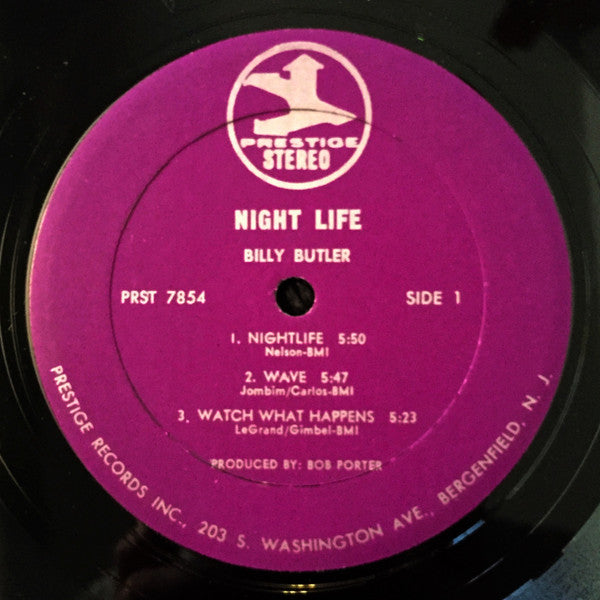 PRESTIGE
STEREO
NIGHT LIFE
BILLY BUTLER
PRST 7854
SIDE 1
1. NIGHTLIFE 5:50
Nelson-BMI
2. WAVE 5:47
Jombim/Carlos-BMI
3. WATCH WHAT HAPPENS 5:23
LeGrand/Gimbel-BMI
PRODUCED BY: BOB PORTER
PRESTIGE RECORDS INC., 203 S. WASHINGTON AVE., BERGENFIELD, N. J.